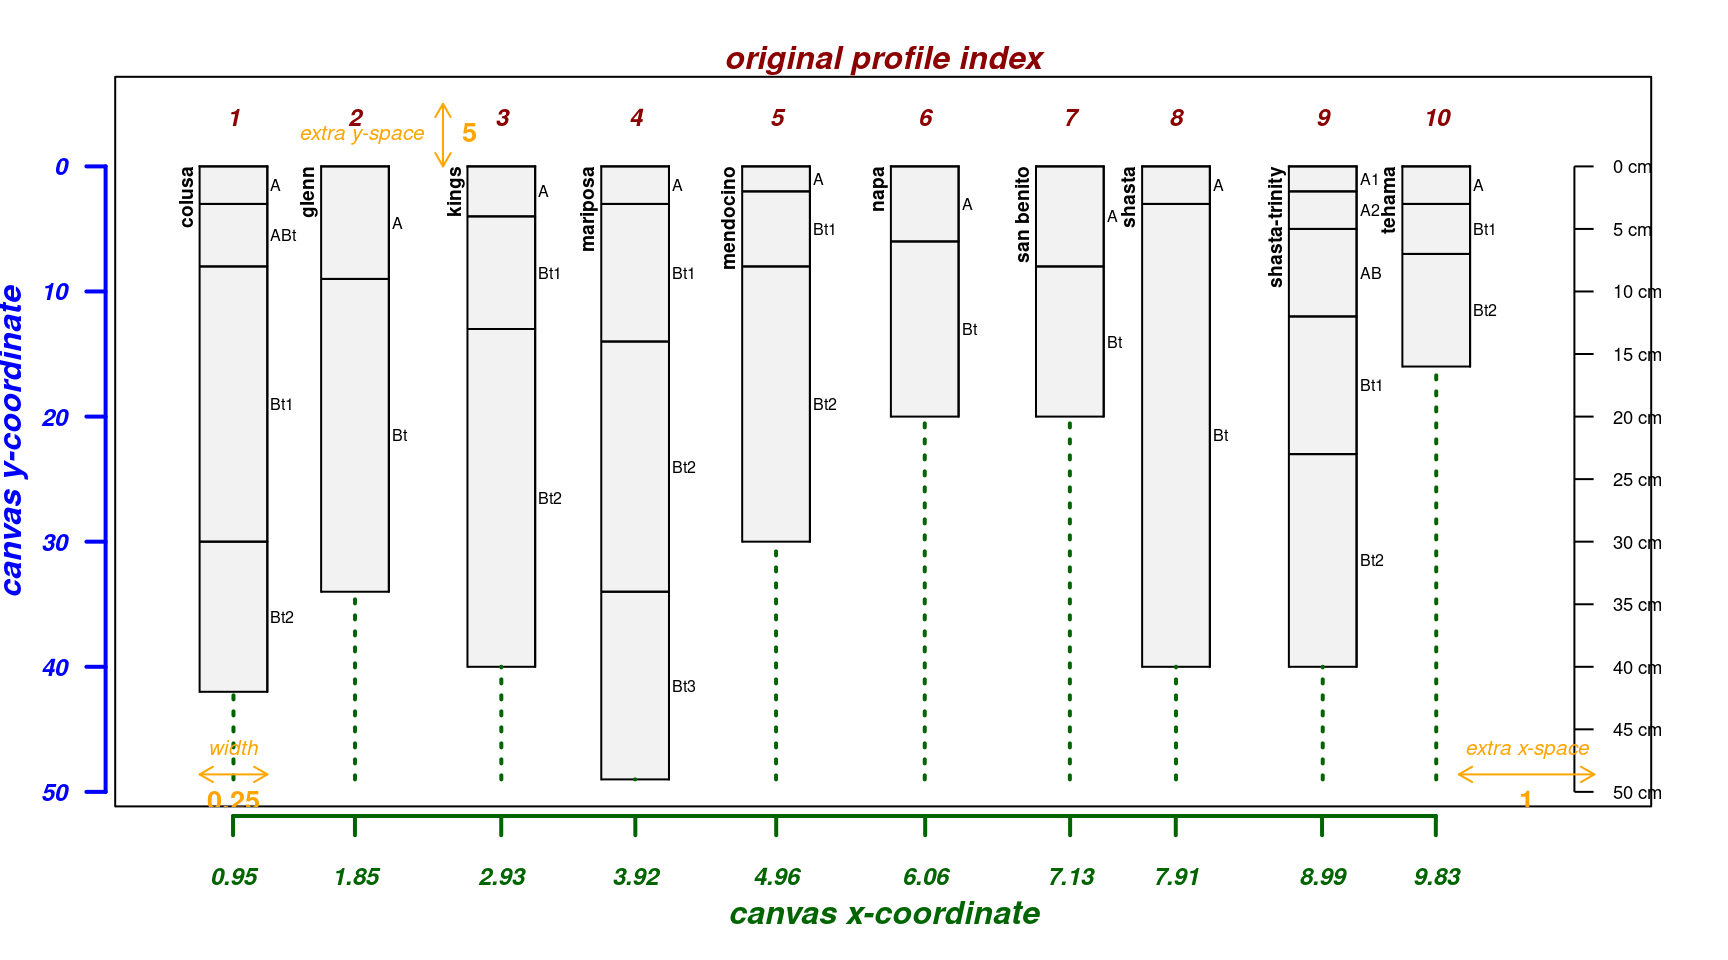 original profile index
1 2 3 4 5 6 7 8 9 10
extra y-space 5
canvas y-coordinate
0
10
20
30
40
50
colusa
A
ABt
Bt1
Bt2
glenn
A
Bt
kings
A
Bt1
Bt2
mariposa
A
Bt1
Bt2
Bt3
mendocino
A
Bt1
Bt2
napa
A
Bt
san benito
A
Bt
shasta
A
Bt
shasta-trinity
A1
A2
AB
Bt1
Bt2
tehama
A
Bt1
Bt2
0 cm
5 cm
10 cm
15 cm
20 cm
25 cm
30 cm
35 cm
40 cm
45 cm
50 cm
width
0.25
extra x-space
1
0.95 1.85 2.93 3.92 4.96 6.06 7.13 7.91 8.99 9.83
canvas x-coordinate